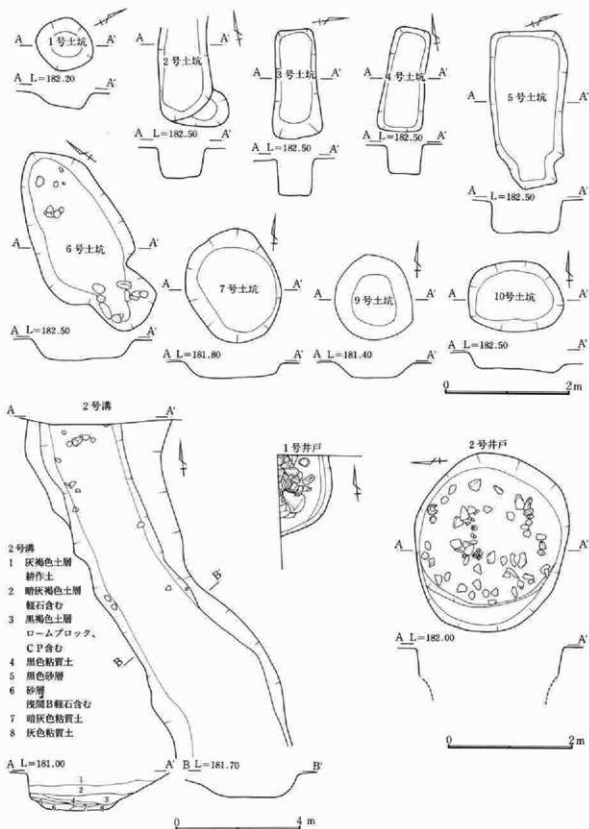 A 1号土坑 A'
A L=182.20 A'
A 2号土坑 A'
A L=182.50 A'
A 3号土坑 A'
A L=182.50 A'
A 4号土坑 A'
A L=182.50 A'
A 5号土坑 A'
A L=182.50 A'
A 6号土坑 A'
A L=182.50 A'
A 7号土坑 A'
A L=181.80 A'
A 9号土坑 A'
A L=181.40 A'
A 10号土坑 A'
A L=182.50 A'
0 2m
2号溝
A A'
B B'
1号井戸
2号井戸
A A'
A L=182.00 A'
0 2m
2号溝
1 灰褐色土層
耕作土
2 暗灰褐色土層
軽石含む
3 黒褐色土層
ロームブロック、
CP含む
4 黒色粘質土
5 黒色砂層
6 砂層
浅間B軽石含む
7 暗灰色粘質土
8 灰色粘質土
A L=181.00 A'
1
2
3
4
B L=181.70 B'
0 4m